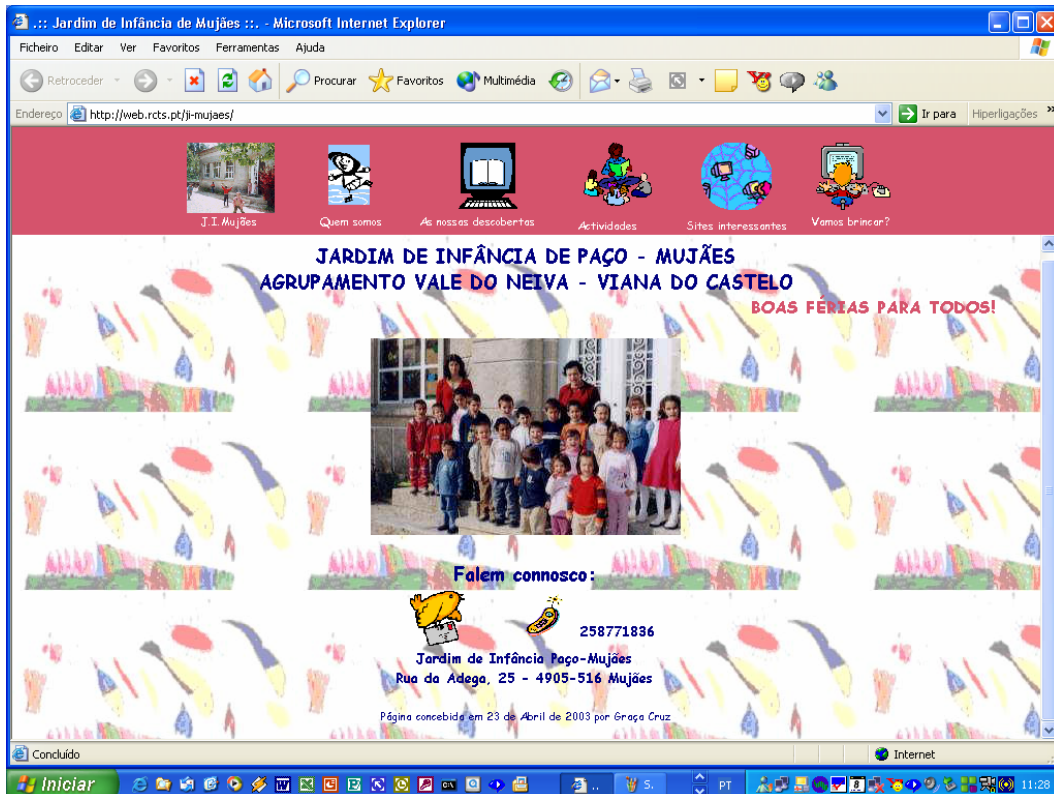 .:: Jardim de Infância de Mujães ::. - Microsoft Internet Explorer
Ficheiro Editar Ver Favoritos Ferramentas Ajuda
Retroceder Procurar Favoritos Multimédia
Endereço http://web.rcts.pt/ji-mujaes/ Ir para Hiperligações »
J.I. Mujães Quem somos As nossas descobertas Actividades Sites interessantes Vamos brincar?
JARDIM DE INFÂNCIA DE PAÇO - MUJÃES
AGRUPAMENTO VALE DO NEIVA - VIANA DO CASTELO
BOAS FÉRIAS PARA TODOS!
Falem connosco:
258771836
Jardim de Infância Paço-Mujães
Rua da Adega, 25 - 4905-516 Mujães
Página concebida em 23 de Abril de 2003 por Graça Cruz
Concluído Internet
Iniciar .. S. PT 11:28